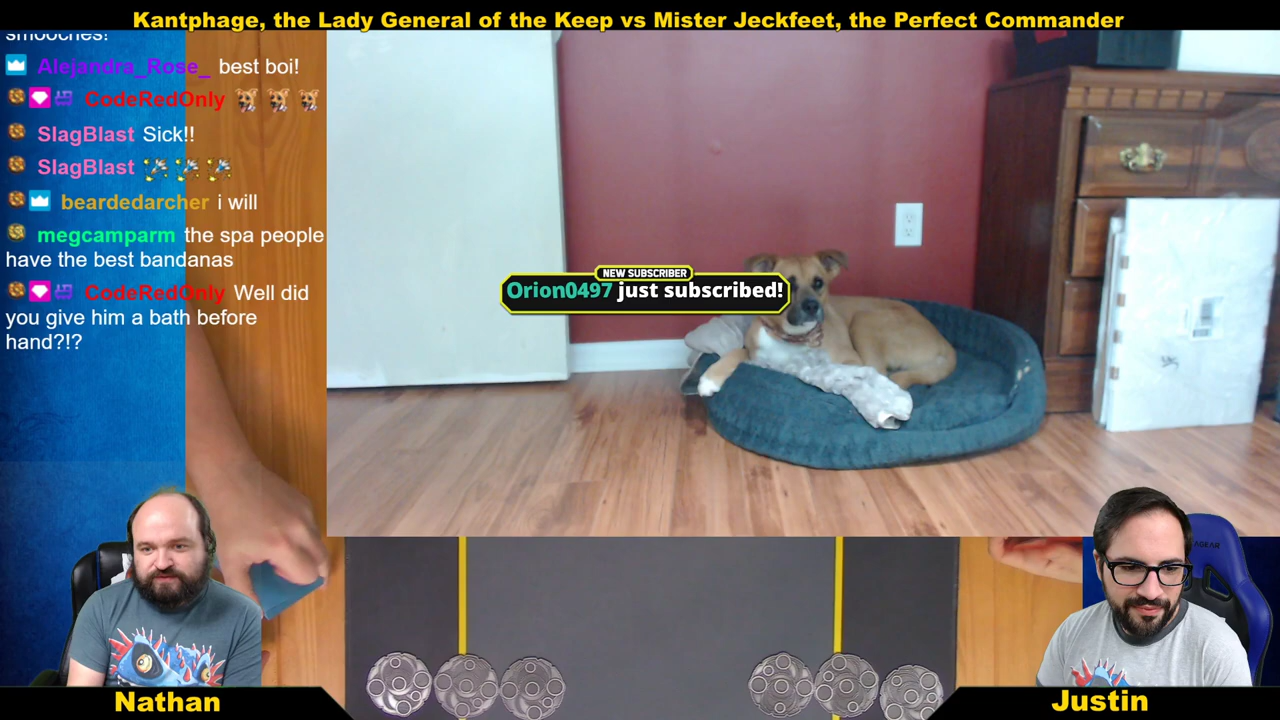 Kantphage, the Lady General of the Keep vs Mister Jeckfeet, the Perfect Commander
smooches!
Alejandra_Rose_ best boi!
CodeRedOnly
SlagBlast Sick!!
SlagBlast
beardedarcher i will
megcamparm the spa people
have the best bandanas
CodeRedOnly Well did
you give him a bath before
hand?!?
NEW SUBSCRIBER
Orion0497 just subscribed!
Nathan
Justin